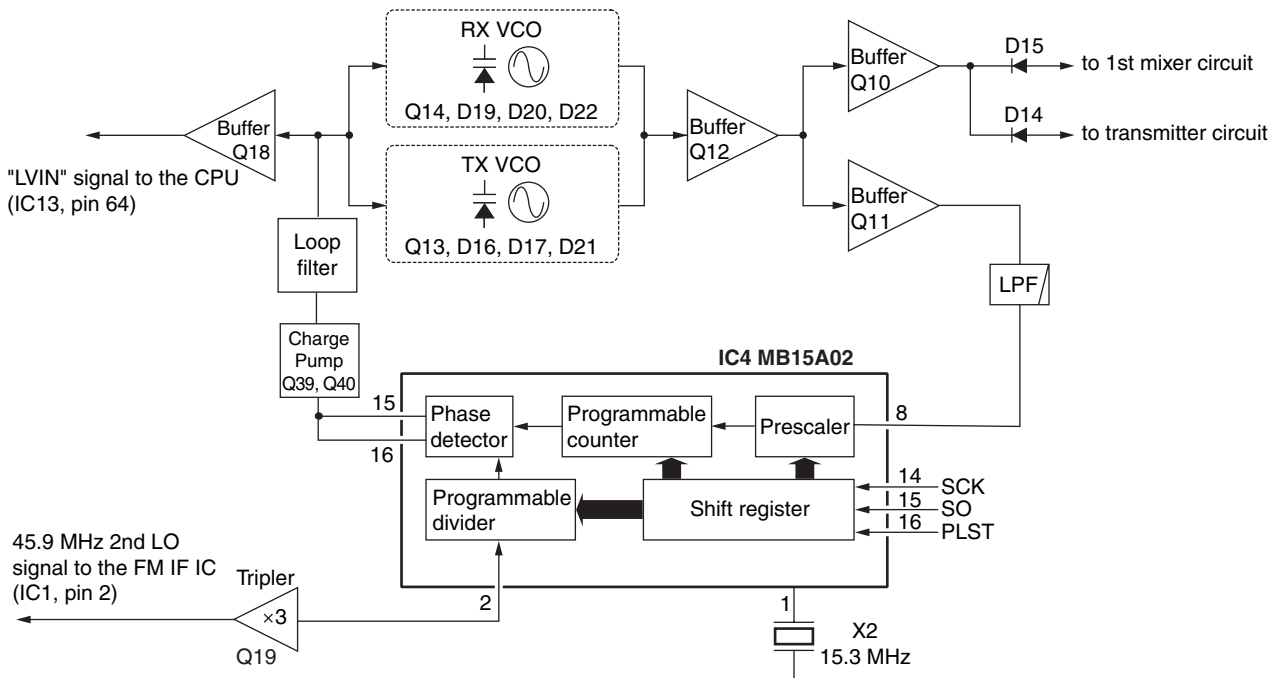 RX VCO
Q14, D19, D20, D22
Buffer
Q18
"LVIN" signal to the CPU
(IC13, pin 64)
TX VCO
Q13, D16, D17, D21
Buffer
Q12
Buffer
Q10
D15
to 1st mixer circuit
D14
to transmitter circuit
Buffer
Q11
LPF
Loop
filter
Charge
Pump
Q39, Q40
IC4 MB15A02
15
16
Phase
detector
Programmable
counter
Prescaler
8
Programmable
divider
Shift register
14
SCK
15
SO
16
PLST
45.9 MHz 2nd LO
signal to the FM IF IC
(IC1, pin 2)
Tripler
×3
Q19
2
1
X2
15.3 MHz